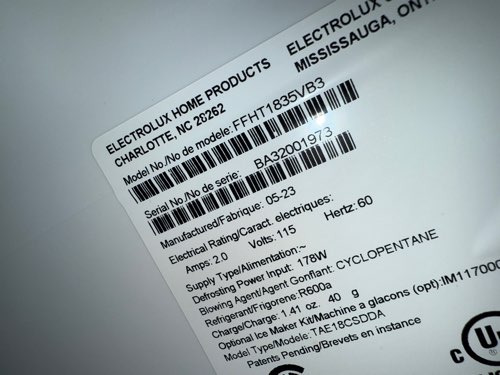 ELECTROLUX HOME PRODUCTS
CHARLOTTE, NC 28262
ELECTROLUX
MISSISSAUGA,
Model No./No de modele: FFHT1835VB3
Serial No./No de serie: BA32001973
Manufactured/Fabrique: 05-23
Electrical Rating/Caract. electriques:
Amps: 2.0 Volts: 115 Hertz: 60
Supply Type/Alimentation: ~
Defrosting Power Input: 178W
Blowing Agent/Agent Gonflant: CYCLOPENTANE
Refrigerant/Frigorene: R600a
Charge/Charge: 1.41 oz. 40 g
Optional Ice Maker Kit/Machine a glacons (opt):
Model Type/Modele: TAE18CSDDA
Patents Pending/Brevets en instance